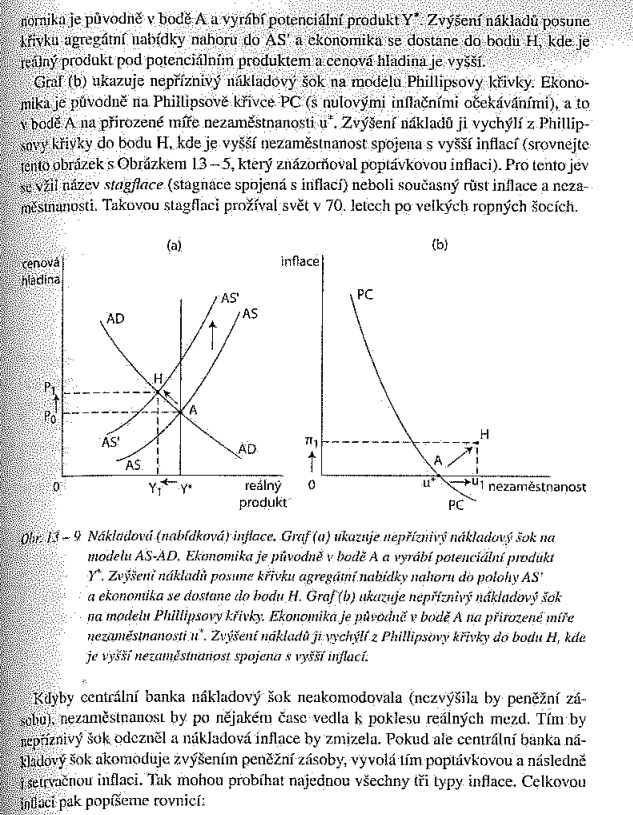 nomika je původně v bodě A a vyrábí potenciální produkt Y*. Zvýšení nákladů posune
křivku agregátní nabídky nahoru do AS' a ekonomika se dostane do bodu H, kde je
reálný produkt pod potenciálním produktem a cenová hladina je vyšší.
Graf (b) ukazuje nepříznivý nákladový šok na modelu Phillipsovy křivky. Ekono-
mika je původně na Phillipsově křivce PC (s nulovými inflačními očekáváními), a to
v bodě A na přirozené míře nezaměstnanosti u*. Zvýšení nákladů ji vychýlí z Phillip-
sovy křivky do bodu H, kde je vyšší nezaměstnanost spojena s vyšší inflací (srovnejte
tento obrázek s Obrázkem 13–5, který znázorňoval poptávkovou inflaci). Pro tento jev
se vžil název stagflace (stagnace spojená s inflací) neboli současný růst inflace a neza-
městnanosti. Takovou stagflaci prožíval svět v 70. letech po velkých ropných šocích.
(a)
cenová
hladina
AD
AS'
AS
H
P1
A
P0
AS'
AS
AD
0
Y1
Y*
reálný
produkt
(b)
inflace
PC
π1
H
A
0
u*
u1
nezaměstnanost
PC
Obr. 13 – 9 Nákladová (nabídková) inflace. Graf (a) ukazuje nepříznivý nákladový šok na
modelu AS-AD. Ekonomika je původně v bodě A a vyrábí potenciální produkt
Y*. Zvýšení nákladů posune křivku agregátní nabídky nahoru do polohy AS'
a ekonomika se dostane do bodu H. Graf (b) ukazuje nepříznivý nákladový šok
na modelu Phillipsovy křivky. Ekonomika je původně v bodě A na přirozené míře
nezaměstnanosti u*. Zvýšení nákladů ji vychýlí z Phillipsovy křivky do bodu H, kde
je vyšší nezaměstnanost spojena s vyšší inflací.
Kdyby centrální banka nákladový šok neakomodovala (nezvýšila by peněžní zá-
sobu), nezaměstnanost by po nějakém čase vedla k poklesu reálných mezd. Tím by
nepříznivý šok odezněl a nákladová inflace by zmizela. Pokud ale centrální banka ná-
kladový šok akomoduje zvýšením peněžní zásoby, vyvolá tím poptávkovou a následně
i setrvačnou inflaci. Tak mohou probíhat najednou všechny tři typy inflace. Celkovou
inflaci pak popíšeme rovnicí: